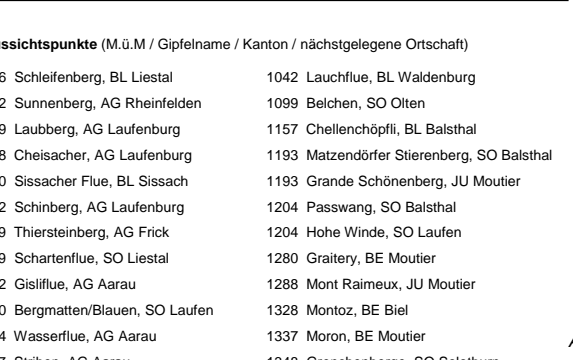 ssichtspunkte (M.ü.M / Gipfelname / Kanton / nächstgelegene Ortschaft)
6 Schleifenberg, BL Liestal
2 Sunnenberg, AG Rheinfelden
9 Laubberg, AG Laufenburg
8 Cheisacher, AG Laufenburg
0 Sissacher Flue, BL Sissach
2 Schinberg, AG Laufenburg
9 Thiersteinberg, AG Frick
9 Schartenflue, SO Liestal
2 Gisliflue, AG Aarau
0 Bergmatten/Blauen, SO Laufen
4 Wasserflue, AG Aarau
1042 Lauchflue, BL Waldenburg
1099 Belchen, SO Olten
1157 Chellenchöpfli, BL Balsthal
1193 Matzendörfer Stierenberg, SO Balsthal
1193 Grande Schönenberg, JU Moutier
1204 Passwang, SO Balsthal
1204 Hohe Winde, SO Laufen
1280 Graitery, BE Moutier
1288 Mont Raimeux, JU Moutier
1328 Montoz, BE Biel
1337 Moron, BE Moutier